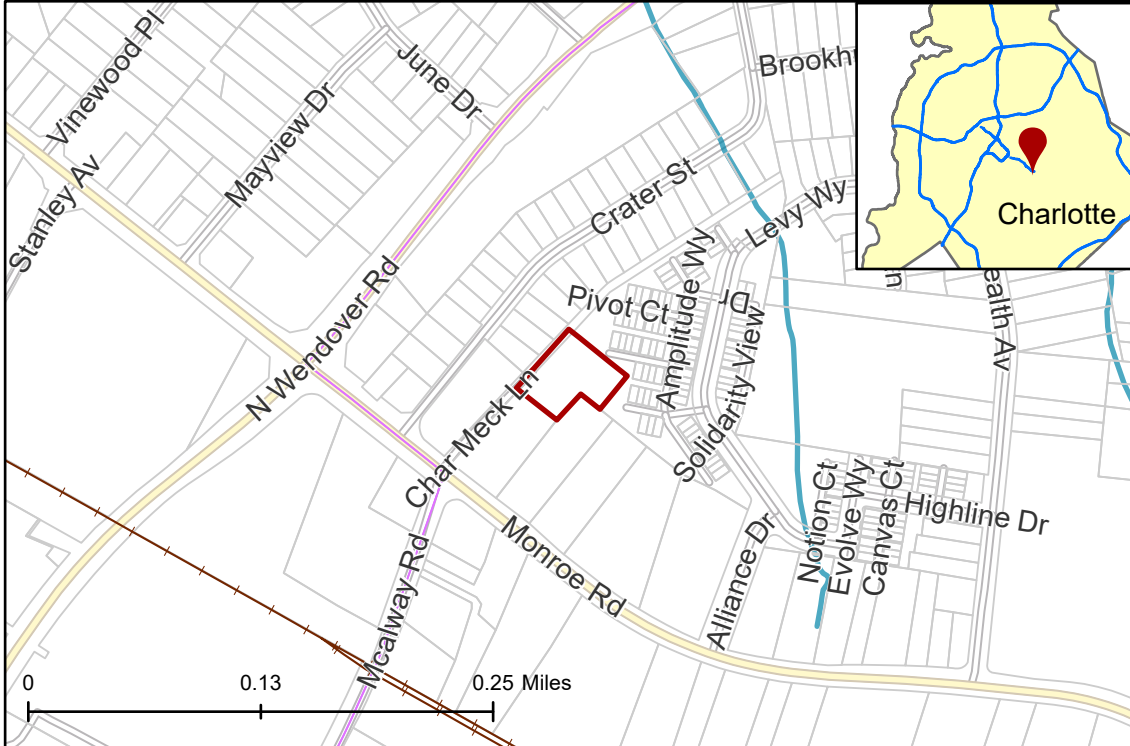 Vinewood Pl
June Dr
Mayview Dr
Stanley Av
Brookh
Crater St
Levy Wy
Charlotte
N Wendover Rd
Pivot Ct
Amplitude Wy
Dr
Solidarity View
ealth Av
Char Meck Ln
Monroe Rd
Mcalway Rd
Alliance Dr
Notion Ct
Evolve Wy
Canvas Ct
Highline Dr
0
0.13
0.25 Miles